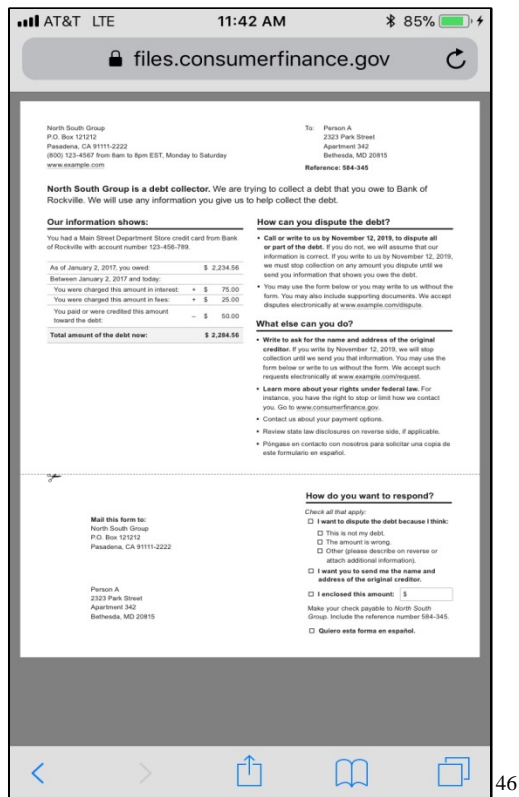 AT&T LTE 11:42 AM 85%
files.consumerfinance.gov
North South Group
P.O. Box 121212
Pasadena, CA 91111-2222
(800) 123-4567 from 8am to 8pm EST, Monday to Saturday
www.example.com
To: Person A
2323 Park Street
Apartment 342
Bethesda, MD 20815
Reference: 584-345
North South Group is a debt collector. We are trying to collect a debt that you owe to Bank of
Rockville. We will use any information you give us to help collect the debt.
Our information shows:
You had a Main Street Department Store credit card from Bank
of Rockville with account number 123-456-789.
As of January 2, 2017, you owed: $ 2,234.56
Between January 2, 2017 and today:
You were charged this amount in interest: + $ 75.00
You were charged this amount in fees: + $ 25.00
You paid or were credited this amount
toward the debt: – $ 50.00
Total amount of the debt now: $ 2,284.56
How can you dispute the debt?
• Call or write to us by November 12, 2019, to dispute all
or part of the debt. If you do not, we will assume that our
information is correct. If you write to us by November 12, 2019,
we must stop collection on any amount you dispute until we
send you information that shows you owe the debt.
• You may use the form below or you may write to us without the
form. You may also include supporting documents. We accept
disputes electronically at www.example.com/dispute.
What else can you do?
• Write to ask for the name and address of the original
creditor. If you write by November 12, 2019, we will stop
collection until we send you that information. You may use the
form below or write to us without the form. We accept such
requests electronically at www.example.com/request.
• Learn more about your rights under federal law. For
instance, you have the right to stop or limit how we contact
you. Go to www.consumerfinance.gov.
• Contact us about your payment options.
• Review state law disclosures on reverse side, if applicable.
• Póngase en contacto con nosotros para solicitar una copia de
este formulario en español.
Mail this form to:
North South Group
P.O. Box 121212
Pasadena, CA 91111-2222
Person A
2323 Park Street
Apartment 342
Bethesda, MD 20815
How do you want to respond?
Check all that apply:
☐ I want to dispute the debt because I think:
☐ This is not my debt.
☐ The amount is wrong.
☐ Other (please describe on reverse or
attach additional information).
☐ I want you to send me the name and
address of the original creditor.
☐ I enclosed this amount: $
Make your check payable to North South
Group. Include the reference number 584-345.
☐ Quiero esta forma en español.
46